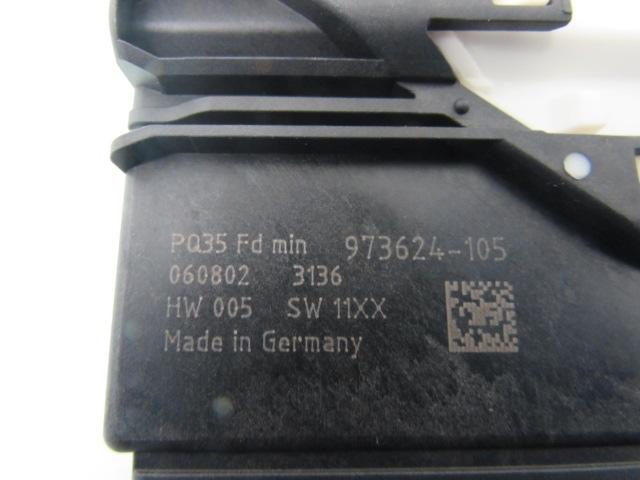 PQ35 Fd min 973624-105
060802 3136
HW 005 SW 11XX
Made in Germany